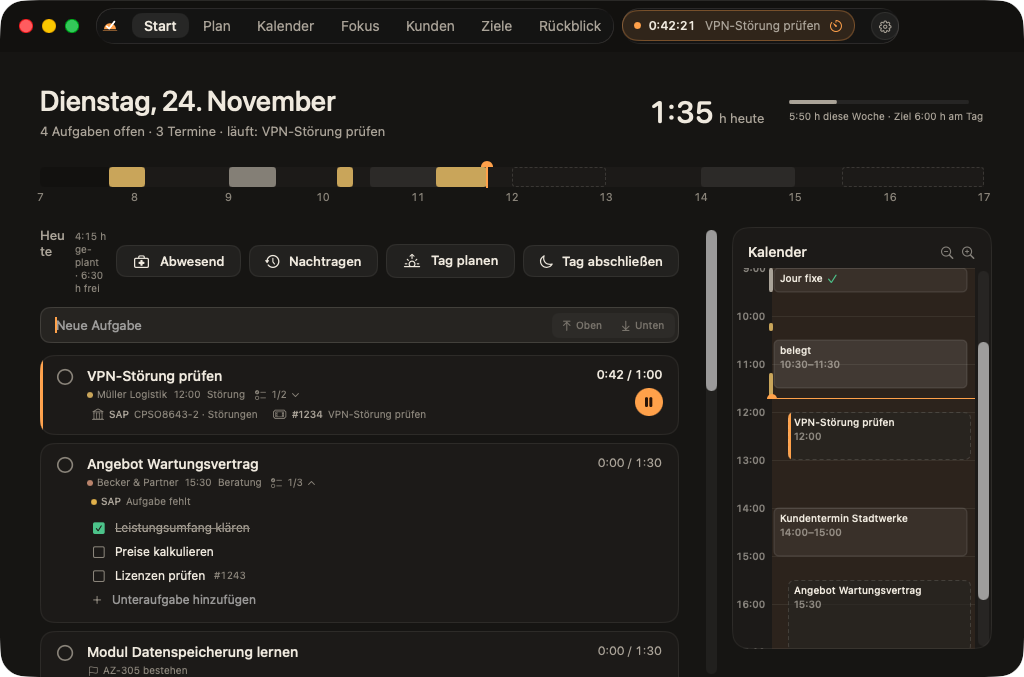 Start Plan Kalender Fokus Kunden Ziele Rückblick 0:42:21 VPN-Störung prüfen
Dienstag, 24. November
4 Aufgaben offen · 3 Termine · läuft: VPN-Störung prüfen
1:35 h heute
5:50 h diese Woche · Ziel 6:00 h am Tag
7 8 9 10 11 12 13 14 15 16 17
Heu
te
4:15 h
ge-
plant
· 6:30
h frei
Abwesend Nachtragen Tag planen Tag abschließen
Neue Aufgabe Oben Unten
VPN-Störung prüfen 0:42 / 1:00
Müller Logistik 12:00 Störung 1/2
SAP CPSO8643-2 · Störungen #1234 VPN-Störung prüfen
Angebot Wartungsvertrag 0:00 / 1:30
Becker & Partner 15:30 Beratung 1/3
SAP Aufgabe fehlt
Leistungsumfang klären
Preise kalkulieren
Lizenzen prüfen #1243
+ Unteraufgabe hinzufügen
Modul Datenspeicherung lernen 0:00 / 1:30
AZ-305 bestehen
Kalender
9:00
Jour fixe ✓
10:00
belegt
10:30–11:30
11:00
12:00
VPN-Störung prüfen
12:00
13:00
14:00
Kundentermin Stadtwerke
14:00–15:00
15:00
Angebot Wartungsvertrag
15:30
16:00